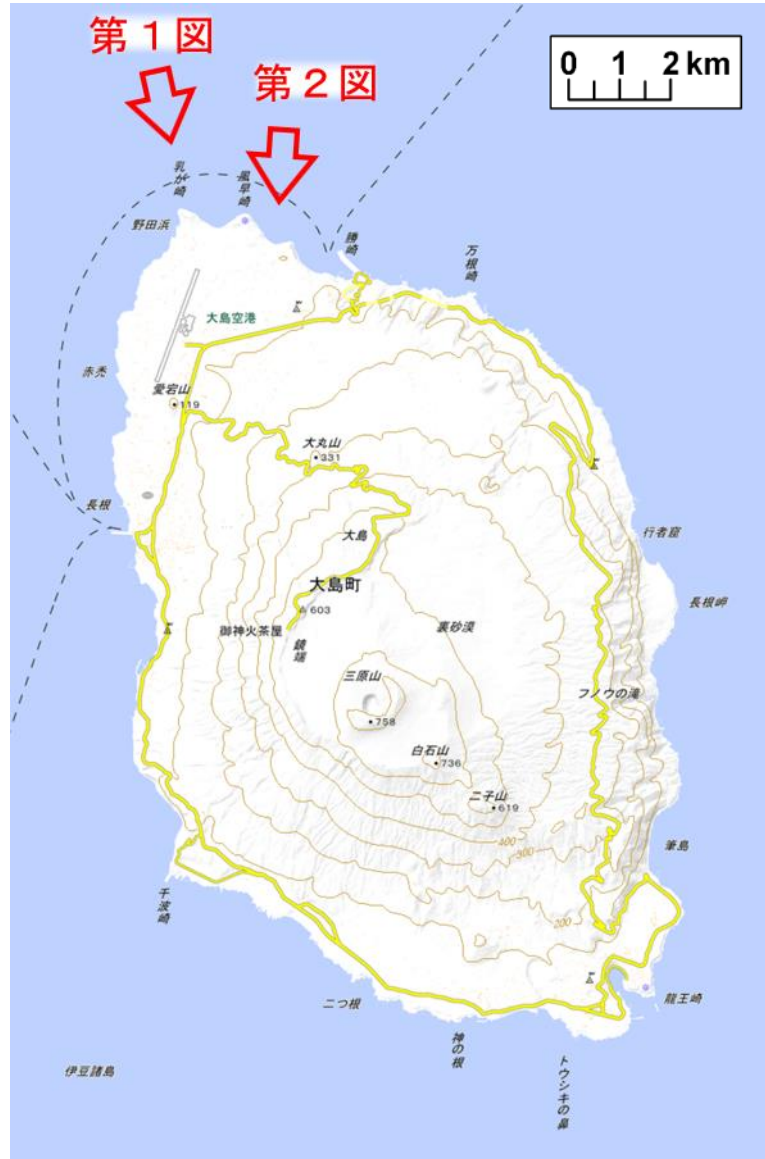 第１図
第２図
0 1 2 km
乳が崎
風早崎
野田浜
勝崎
万根崎
大島空港
赤禿
愛宕山
119
大丸山
331
長根
大島
行者窟
大島町
603
長根岬
御神火茶屋
鏡端
裏砂漠
三原山
758
フノウの滝
白石山
736
二子山
619
400
300
筆島
千波崎
200
龍王崎
二つ根
神の根
トウシキの鼻
伊豆諸島